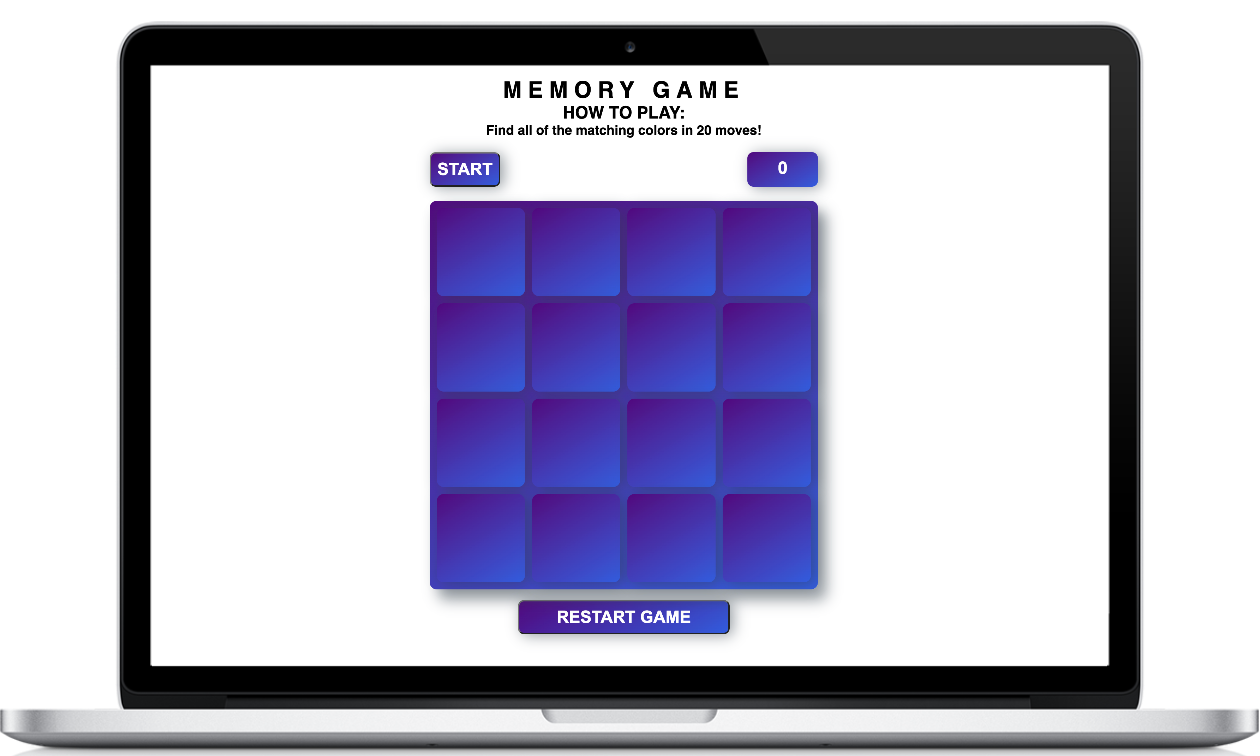 MEMORY GAME
HOW TO PLAY:
Find all of the matching colors in 20 moves!
START
0
RESTART GAME